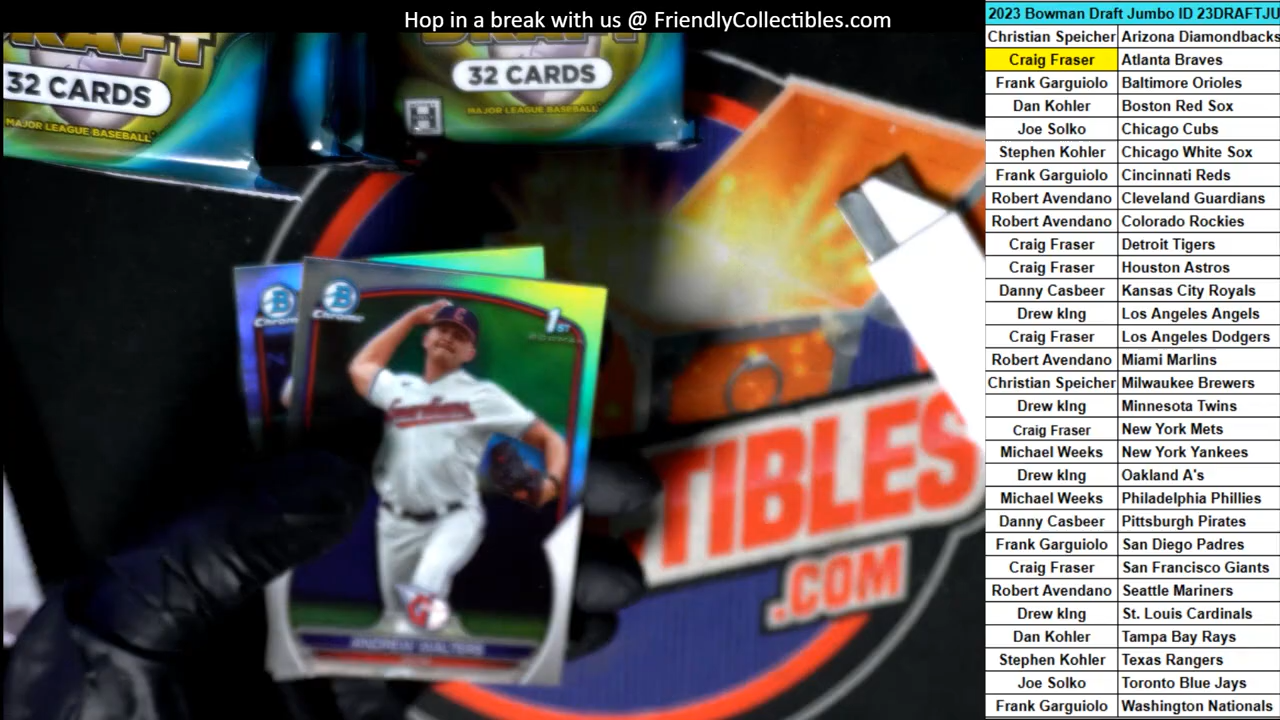 Hop in a break with us @ FriendlyCollectibles.com
2023 Bowman Draft Jumbo ID 23DRAFTJU
Christian Speicher Arizona Diamondbacks
Craig Fraser Atlanta Braves
Frank Garguiolo Baltimore Orioles
Dan Kohler Boston Red Sox
Joe Solko Chicago Cubs
Stephen Kohler Chicago White Sox
Frank Garguiolo Cincinnati Reds
Robert Avendano Cleveland Guardians
Robert Avendano Colorado Rockies
Craig Fraser Detroit Tigers
Craig Fraser Houston Astros
Danny Casbeer Kansas City Royals
Drew kIng Los Angeles Angels
Craig Fraser Los Angeles Dodgers
Robert Avendano Miami Marlins
Christian Speicher Milwaukee Brewers
Drew kIng Minnesota Twins
Craig Fraser New York Mets
Michael Weeks New York Yankees
Drew kIng Oakland A's
Michael Weeks Philadelphia Phillies
Danny Casbeer Pittsburgh Pirates
Frank Garguiolo San Diego Padres
Craig Fraser San Francisco Giants
Robert Avendano Seattle Mariners
Drew kIng St. Louis Cardinals
Dan Kohler Tampa Bay Rays
Stephen Kohler Texas Rangers
Joe Solko Toronto Blue Jays
Frank Garguiolo Washington Nationals
DRAFT
32 CARDS
MAJOR LEAGUE BASEBALL
32 CARDS
MAJOR LEAGUE BASEBALL
B
Chrome
B
Chrome
1ST
BOWMAN
ANDREW WALTERS
TIBLES
.COM